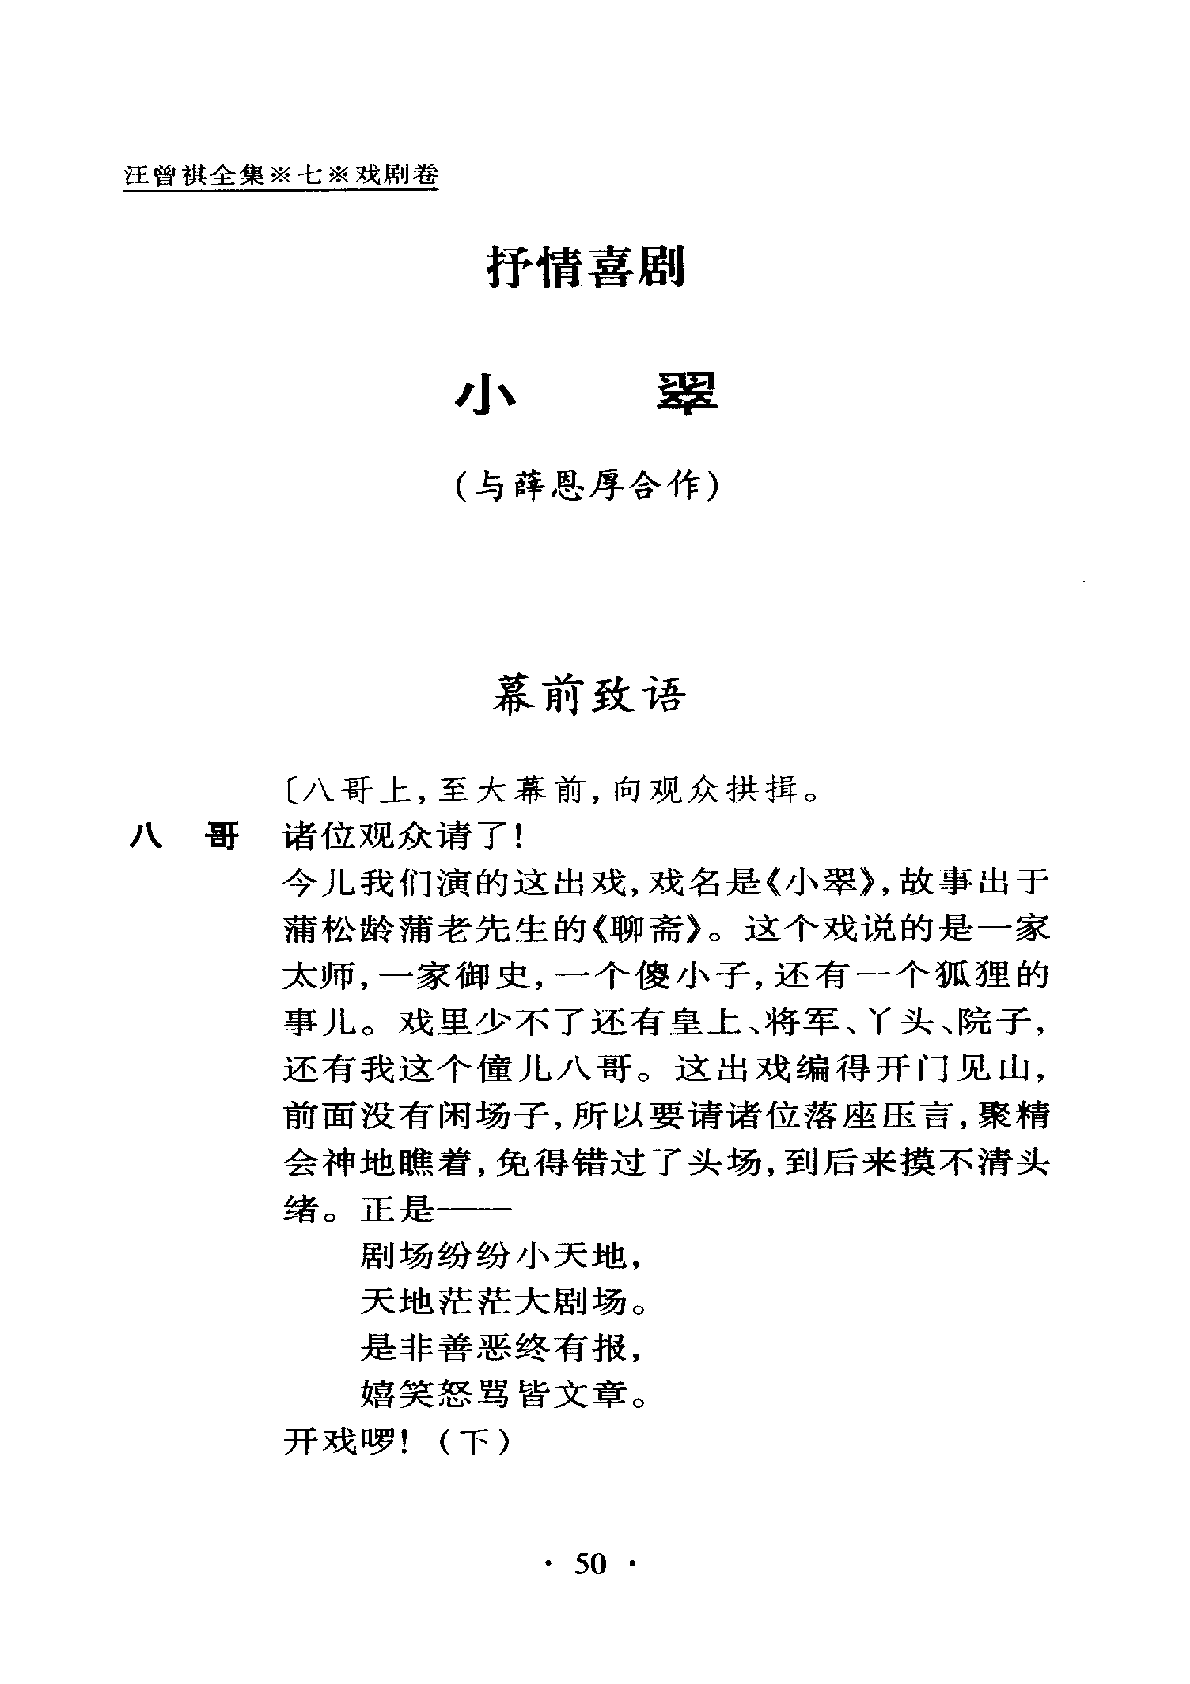 汪曾祺全集※七※戏剧卷
抒情喜剧
小 翠
(与薛恩厚合作)
幕前致语
〔八哥上,至大幕前,向观众拱揖。
八 哥 诸位观众请了!
今儿我们演的这出戏,戏名是《小翠》,故事出于
蒲松龄蒲老先生的《聊斋》。这个戏说的是一家
太师,一家御史,一个傻小子,还有一个狐狸的
事儿。戏里少不了还有皇上、将军、丫头、院子,
还有我这个僮儿八哥。这出戏编得开门见山,
前面没有闲场子,所以要请诸位落座压言,聚精
会神地瞧着,免得错过了头场,到后来摸不清头
绪。正是——
剧场纷纷小天地,
天地茫茫大剧场。
是非善恶终有报,
嬉笑怒骂皆文章。
开戏啰!(下)
· 50 ·